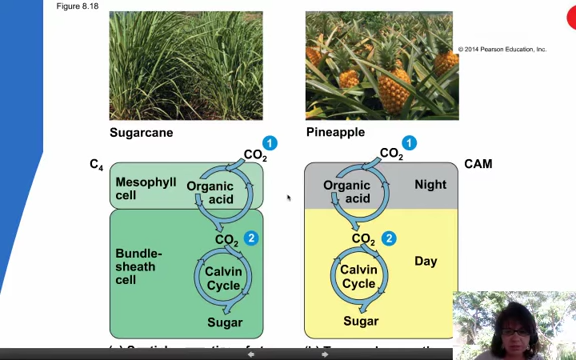 Figure 8.18
© 2014 Pearson Education, Inc.
Sugarcane
Pineapple
C4
CO2
1
Mesophyll
cell
Organic
acid
CO2
2
Bundle-
sheath
cell
Calvin
Cycle
Sugar
CO2
1
CAM
Organic
acid
Night
CO2
2
Calvin
Cycle
Day
Sugar